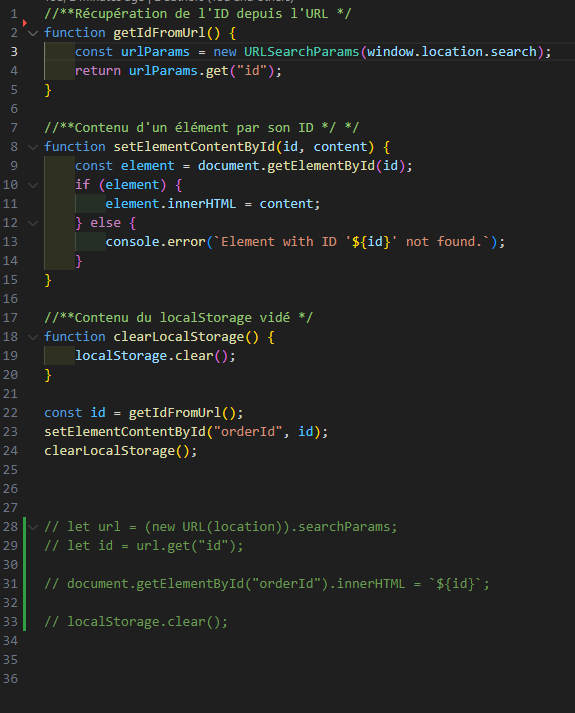 1 //**Récupération de l'ID depuis l'URL */
2 function getIdFromUrl() {
3 const urlParams = new URLSearchParams(window.location.search);
4 return urlParams.get("id");
5 }
6
7 //**Contenu d'un élément par son ID */ */
8 function setElementContentById(id, content) {
9 const element = document.getElementById(id);
10 if (element) {
11 element.innerHTML = content;
12 } else {
13 console.error(`Element with ID '${id}' not found.`);
14 }
15 }
16
17 //**Contenu du localStorage vidé */
18 function clearLocalStorage() {
19 localStorage.clear();
20 }
21
22 const id = getIdFromUrl();
23 setElementContentById("orderId", id);
24 clearLocalStorage();
25
26
27
28 // let url = (new URL(location)).searchParams;
29 // let id = url.get("id");
30
31 // document.getElementById("orderId").innerHTML = `${id}`;
32
33 // localStorage.clear();
34
35
36